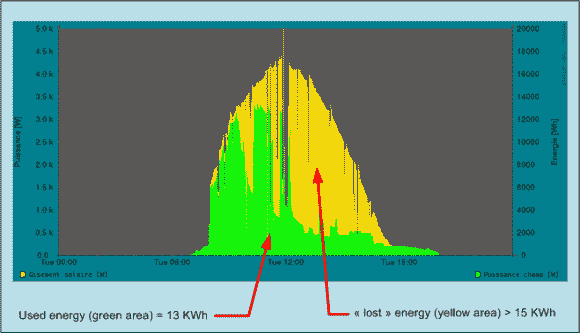 5.0 k
4.5 k
4.0 k
3.5 k
3.0 k
2.5 k
2.0 k
1.5 k
1.0 k
0.5 k
0.0
Puissance [W]
20000
18000
16000
14000
12000
10000
8000
6000
4000
2000
0
Energie [Wh]
Tue 00:00 Tue 06:00 Tue 12:00 Tue 18:00
Gisement solaire [W] Puissance champ [W]
Used energy (green area) = 13 KWh
« lost » energy (yellow area) > 15 KWh